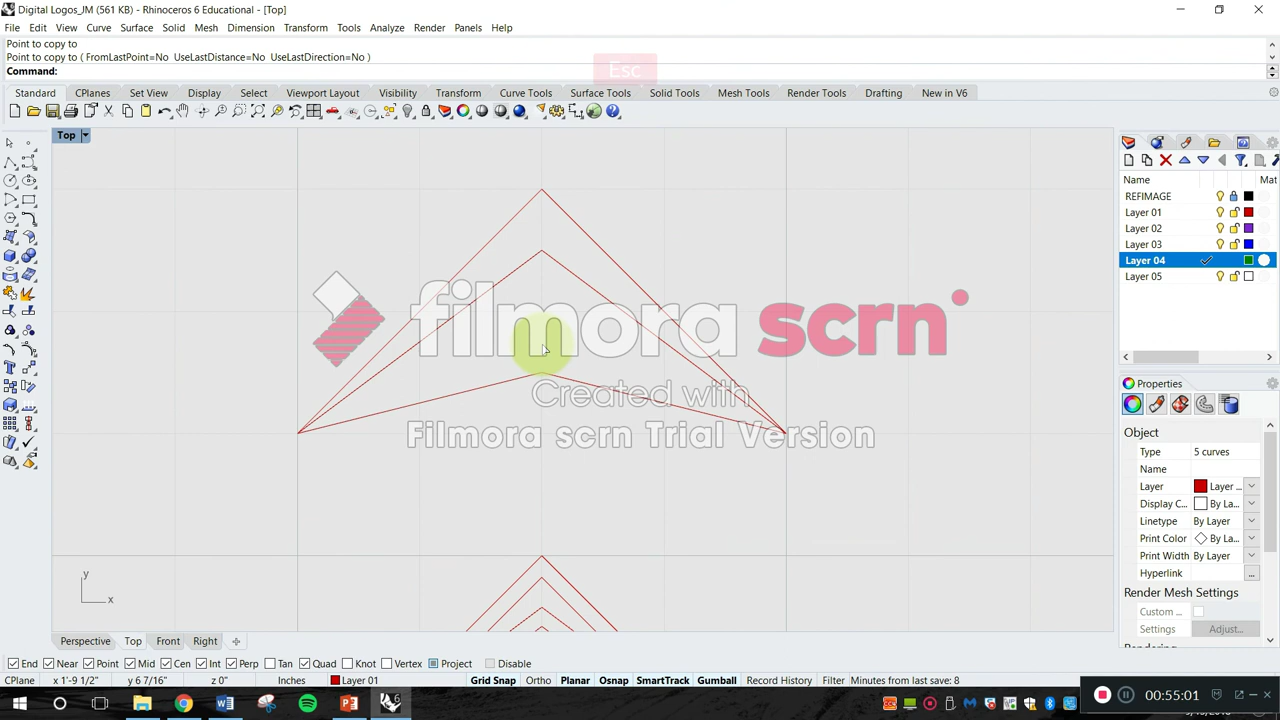 Digital Logos_JM (561 KB) - Rhinoceros 6 Educational - [Top]
File Edit View Curve Surface Solid Mesh Dimension Transform Tools Analyze Render Panels Help
Point to copy to
Point to copy to ( FromLastPoint=No UseLastDistance=No UseLastDirection=No )
Command:
Esc
Standard CPlanes Set View Display Select Viewport Layout Visibility Transform Curve Tools Surface Tools Solid Tools Mesh Tools Render Tools Drafting New in V6
Top
Name Mat
REFIMAGE
Layer 01
Layer 02
Layer 03
Layer 04
Layer 05
filmora scrn
Created with
Filmora scrn Trial Version
Properties
Object
Type 5 curves
Name
Layer Layer ...
Display C... By La...
Linetype By Layer
Print Color By La...
Print Width By Layer
Hyperlink ...
Render Mesh Settings
Custom ...
Settings Adjust...
y
x
Perspective Top Front Right
End Near Point Mid Cen Int Perp Tan Quad Knot Vertex Project Disable
CPlane x 1'-9 1/2" y 6 7/16" z 0" Inches Layer 01 Grid Snap Ortho Planar Osnap SmartTrack Gumball Record History Filter Minutes from last save: 8
00:55:01